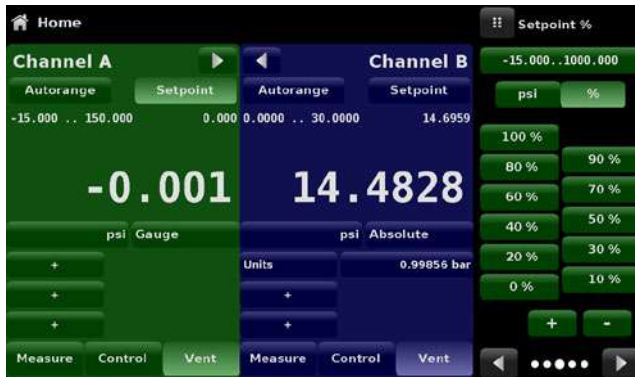 Home
Channel A
Autorange Setpoint
-15.000 .. 150.000 0.000
-0.001
psi Gauge
+
+
+
Measure Control Vent
Channel B
Autorange Setpoint
0.0000 .. 30.0000 14.6959
14.4828
psi Absolute
Units 0.99856 bar
+
+
Measure Control Vent
Setpoint %
-15.000..1000.000
psi %
100 %
90 %
80 %
70 %
60 %
50 %
40 %
30 %
20 %
10 %
0 %
+ -